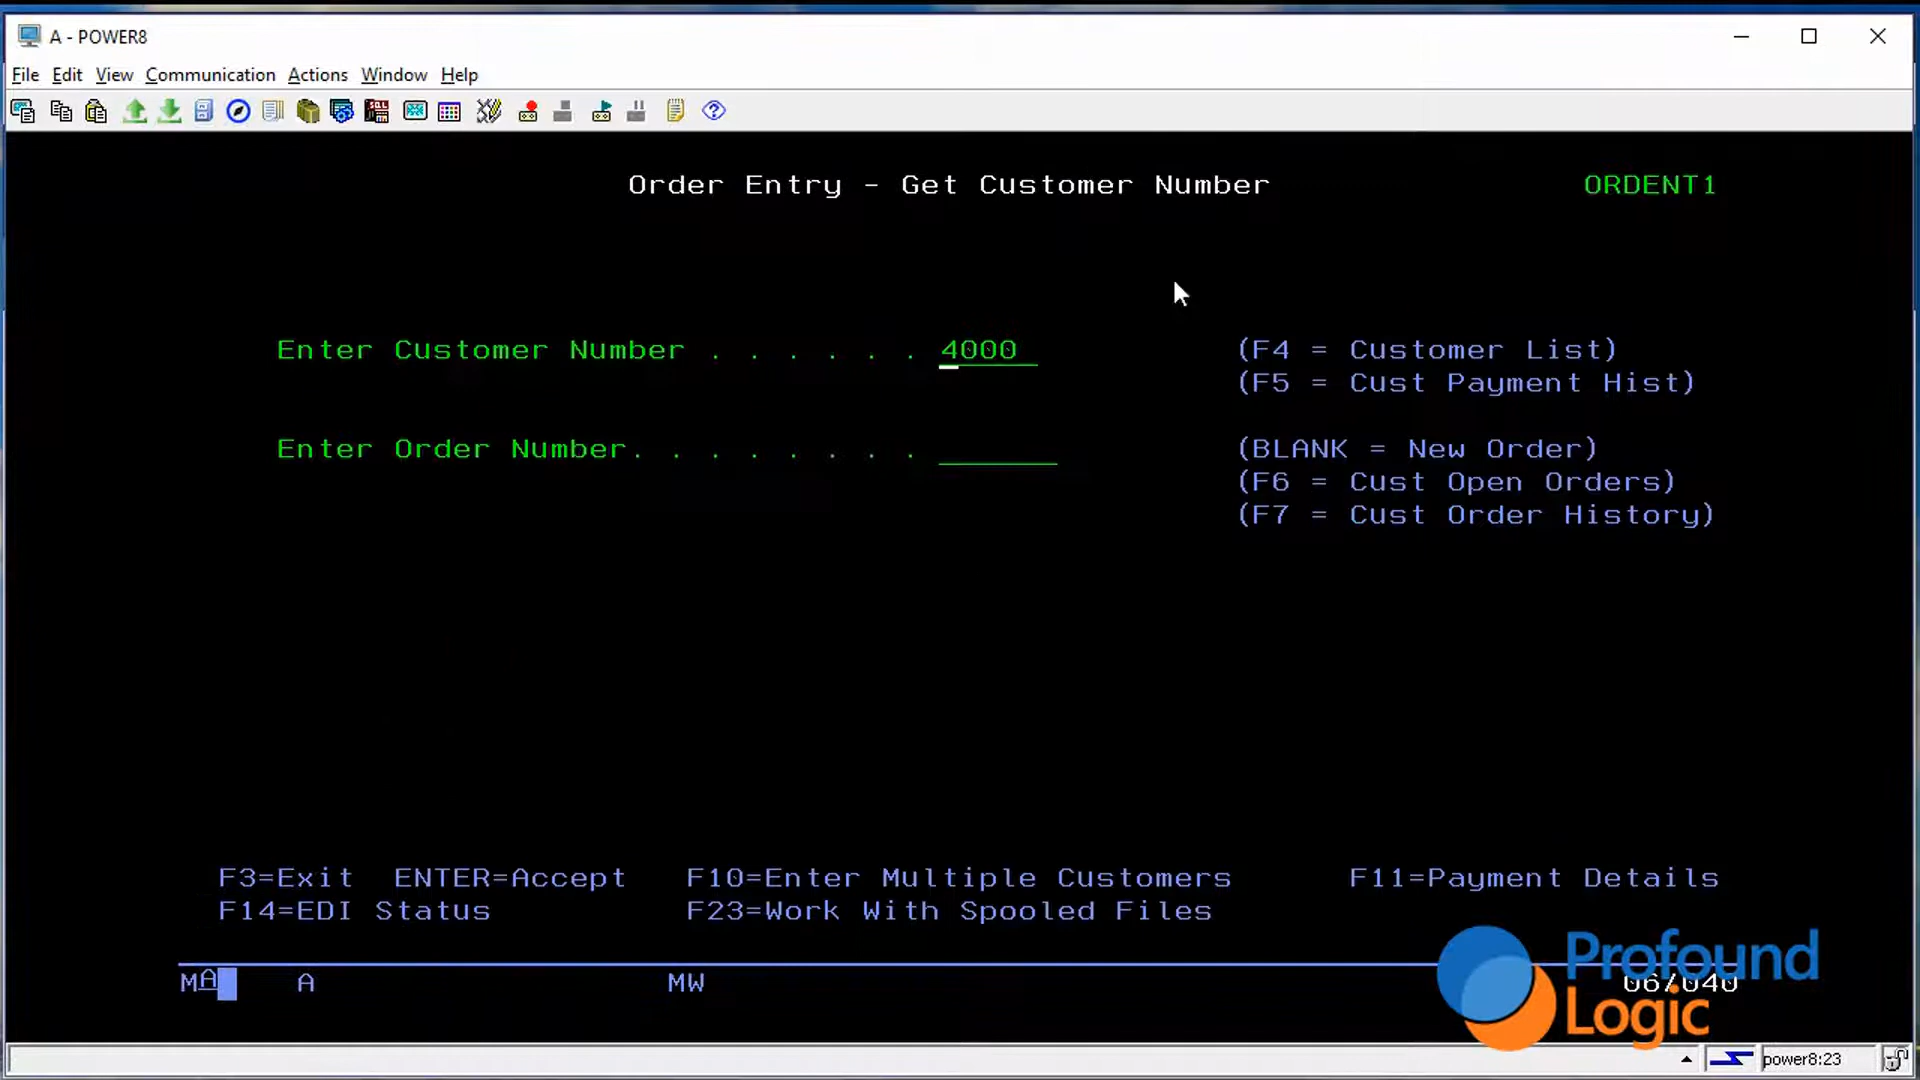 A - POWER8
File Edit View Communication Actions Window Help
Order Entry - Get Customer Number ORDENT1
Enter Customer Number . . . . . . 4000 (F4 = Customer List)
(F5 = Cust Payment Hist)
Enter Order Number. . . . . . . . (BLANK = New Order)
(F6 = Cust Open Orders)
(F7 = Cust Order History)
F3=Exit ENTER=Accept F10=Enter Multiple Customers F11=Payment Details
F14=EDI Status F23=Work With Spooled Files
MA A MW 06/040
Profound
Logic
power8:23